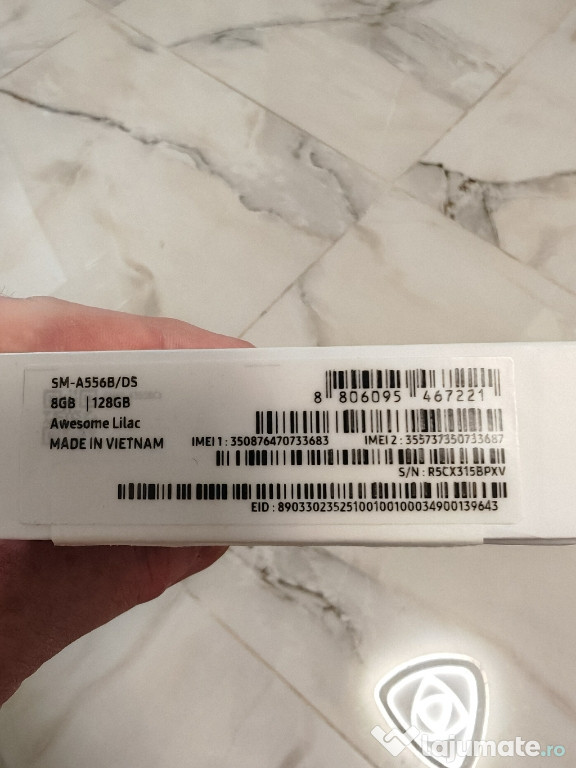 SM-A556B/DS
8GB | 128GB
Awesome Lilac
MADE IN VIETNAM
8 806095 467221
IMEI 1 : 350876470733683
IMEI 2 : 355737350733687
S/N : R5CX315BPXV
EID : 89033023525100100100034900139643
lajumate.ro